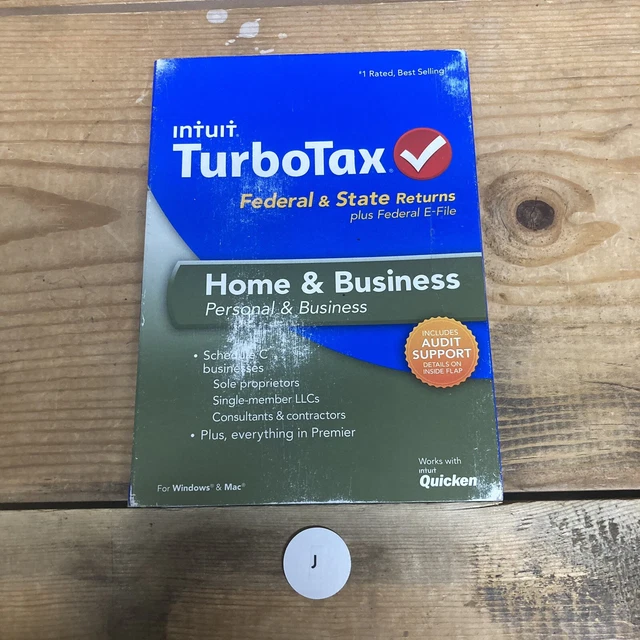 #1 Rated, Best Selling
intuit.
TurboTax®
Federal & State Returns
plus Federal E-File
Home & Business
Personal & Business
INCLUDES
AUDIT
SUPPORT
DETAILS ON
INSIDE FLAP
• Schedule C
businesses
Sole proprietors
Single-member LLCs
Consultants & contractors
• Plus, everything in Premier
Works with
intuit
Quicken
For Windows® & Mac®
J